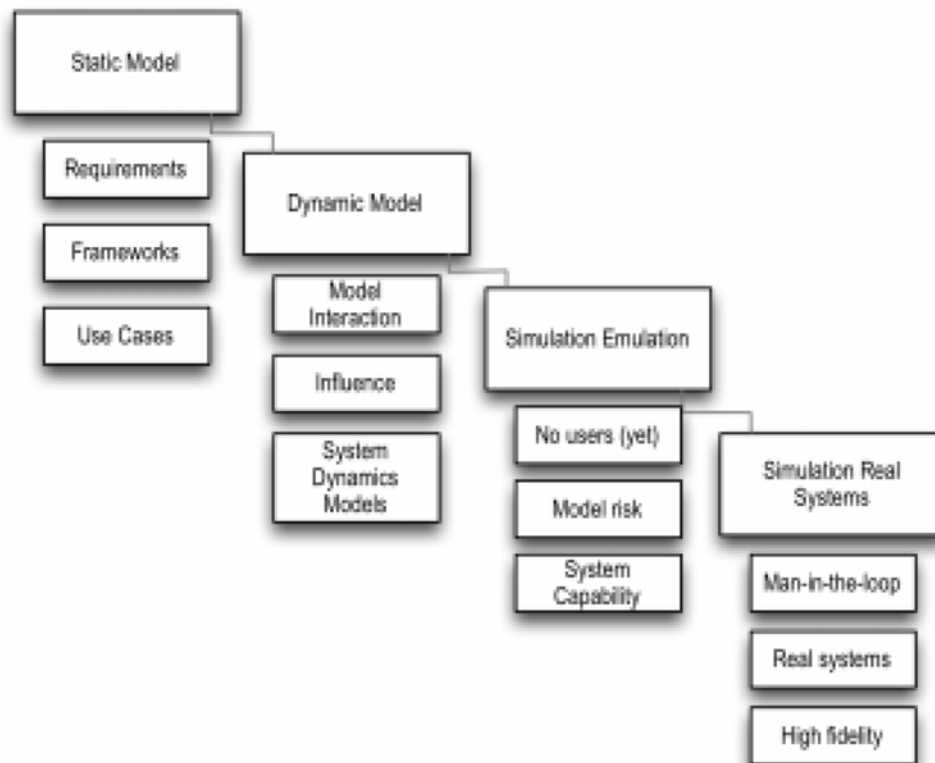 Static Model
Requirements
Frameworks
Use Cases
Dynamic Model
Model
Interaction
Influence
System
Dynamics
Models
Simulation Emulation
No users (yet)
Model risk
System
Capability
Simulation Real
Systems
Man-in-the-loop
Real systems
High fidelity